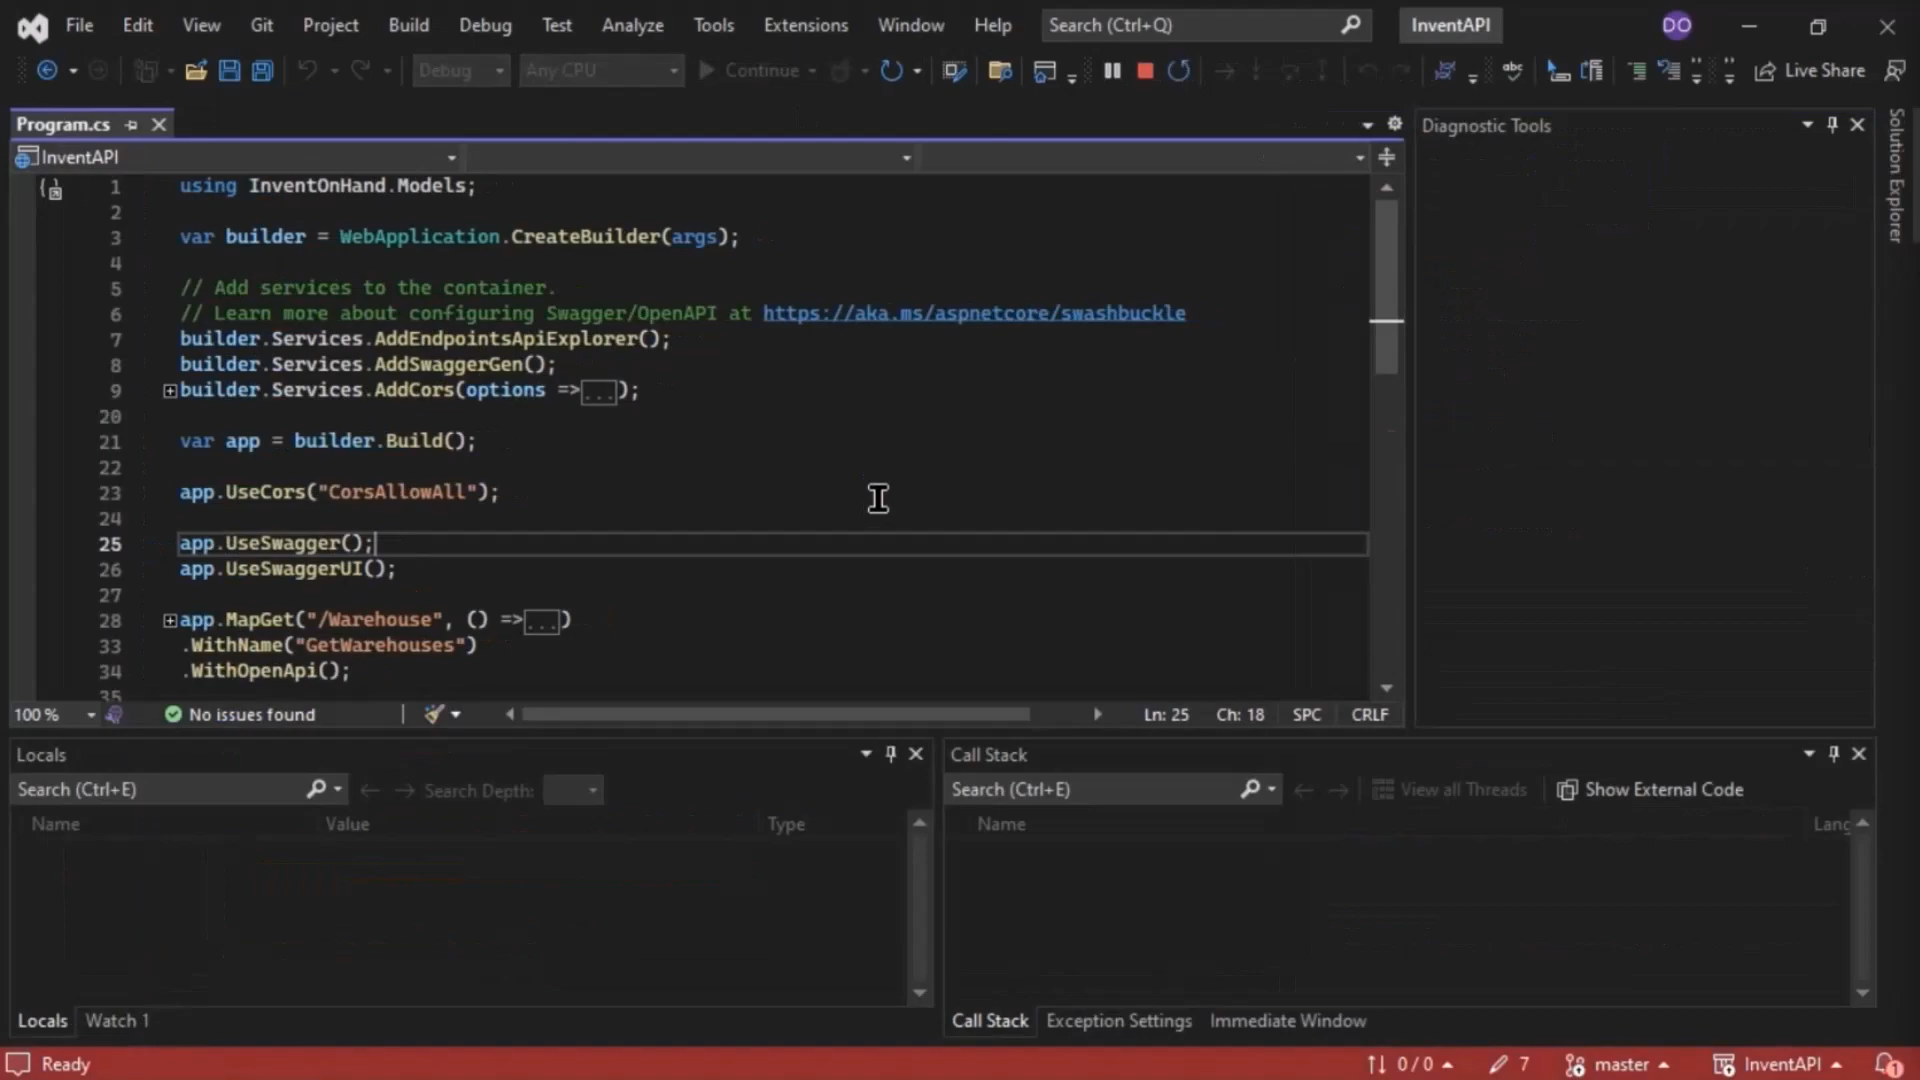 File Edit View Git Project Build Debug Test Analyze Tools Extensions Window Help Search (Ctrl+Q) InventAPI DO
Debug Any CPU Continue abc Live Share
Program.cs
InventAPI
1 using InventOnHand.Models;
2
3 var builder = WebApplication.CreateBuilder(args);
4
5 // Add services to the container.
6 // Learn more about configuring Swagger/OpenAPI at https://aka.ms/aspnetcore/swashbuckle
7 builder.Services.AddEndpointsApiExplorer();
8 builder.Services.AddSwaggerGen();
9 builder.Services.AddCors(options =>...);
20
21 var app = builder.Build();
22
23 app.UseCors("CorsAllowAll");
24
25 app.UseSwagger();
26 app.UseSwaggerUI();
27
28 app.MapGet("/Warehouse", () =>...)
33 .WithName("GetWarehouses")
34 .WithOpenApi();
35
100 % No issues found Ln: 25 Ch: 18 SPC CRLF
Diagnostic Tools
Solution Explorer
Locals
Search (Ctrl+E) Search Depth:
Name Value Type
Locals Watch 1
Call Stack
Search (Ctrl+E) View all Threads Show External Code
Name Lang
Call Stack Exception Settings Immediate Window
Ready 0/0 7 master InventAPI 1